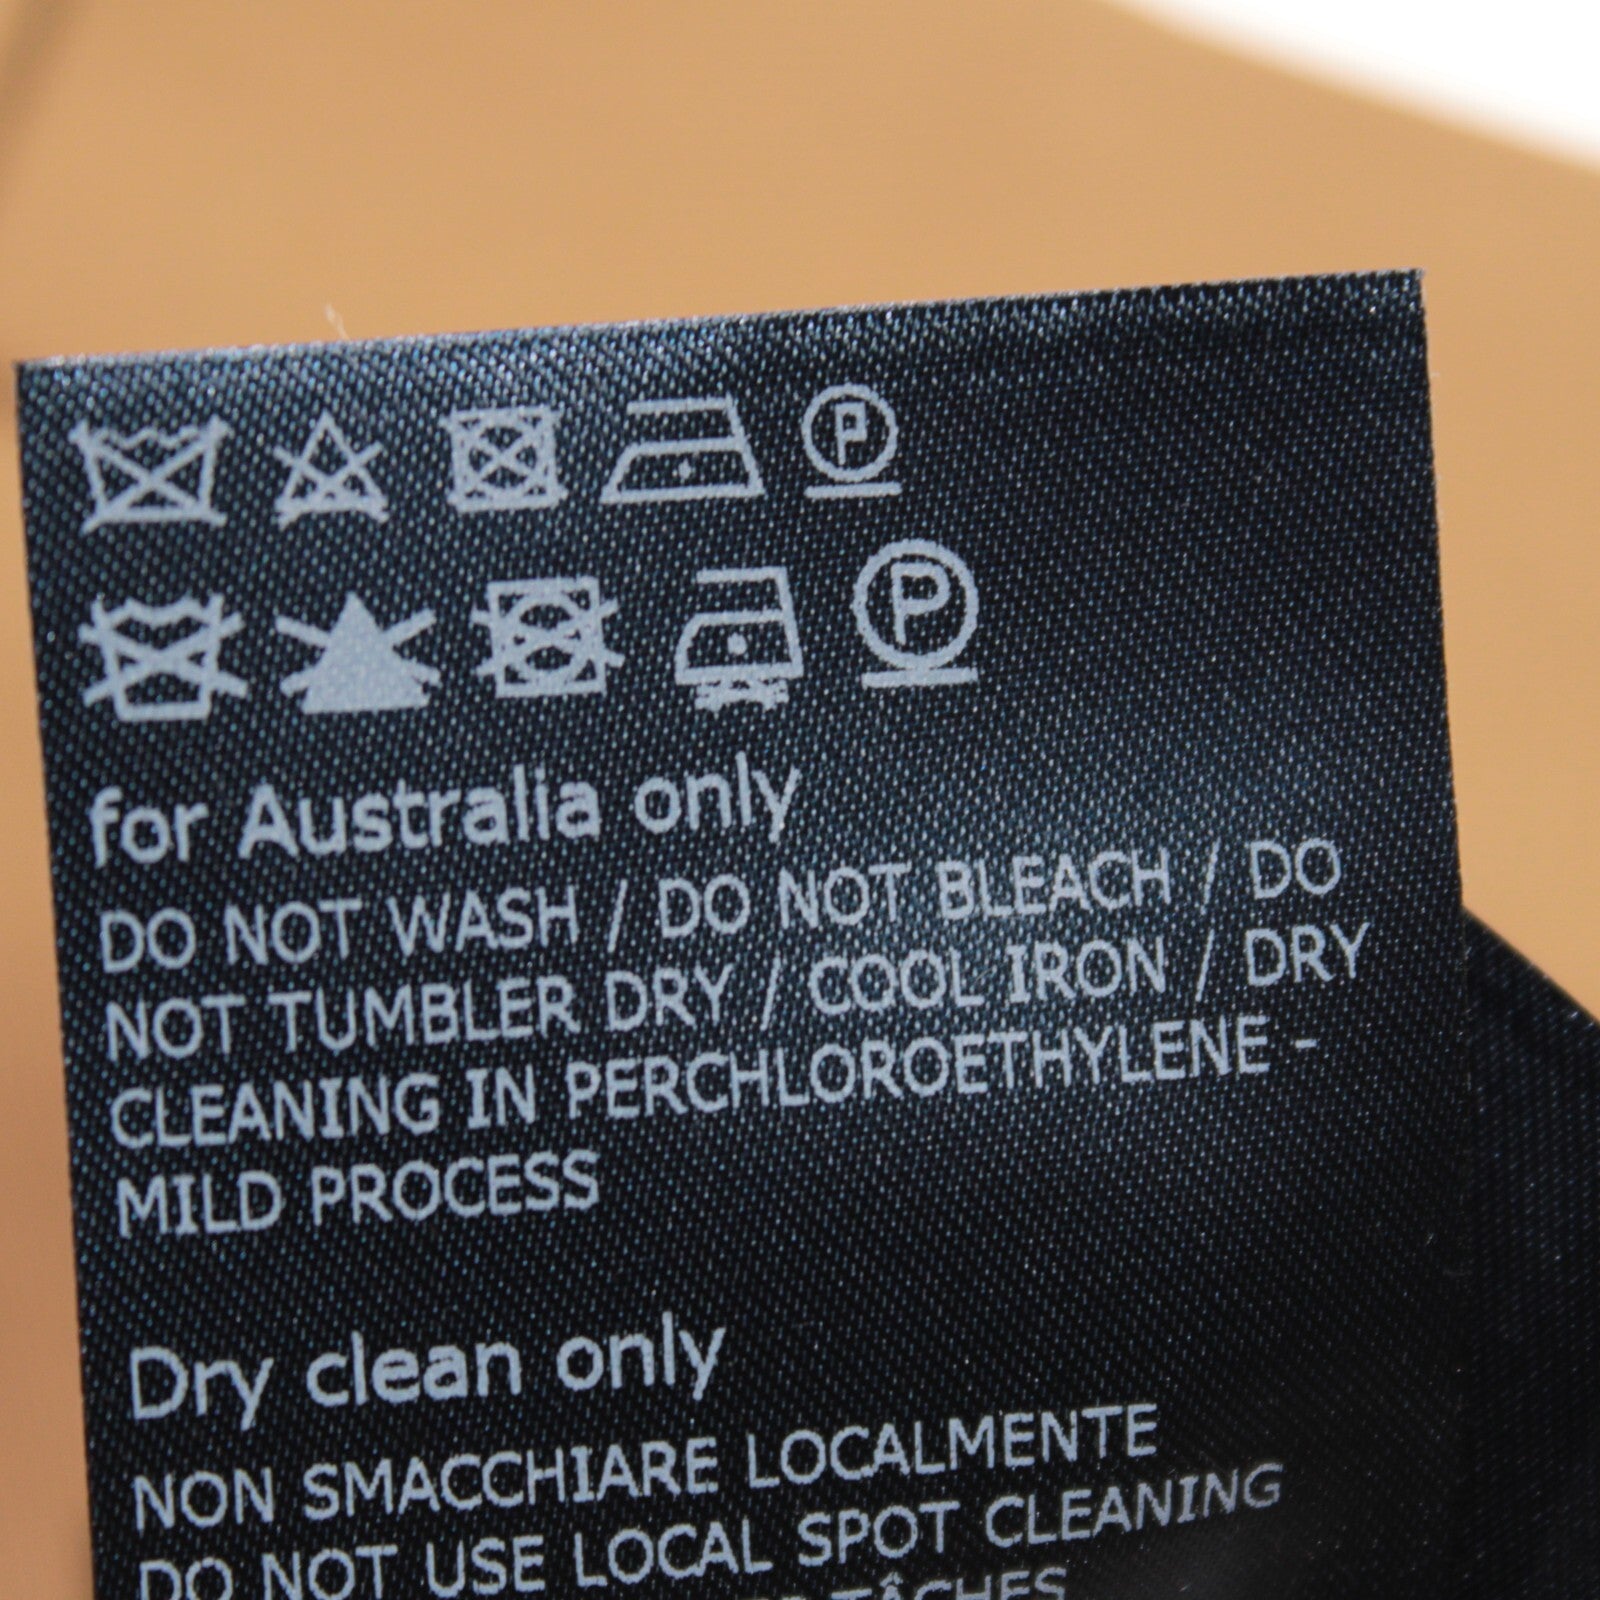 P
P
for Australia only
DO NOT WASH / DO NOT BLEACH / DO
NOT TUMBLER DRY / COOL IRON / DRY
CLEANING IN PERCHLOROETHYLENE -
MILD PROCESS
Dry clean only
NON SMACCHIARE LOCALMENTE
DO NOT USE LOCAL SPOT CLEANING
TÂCHES